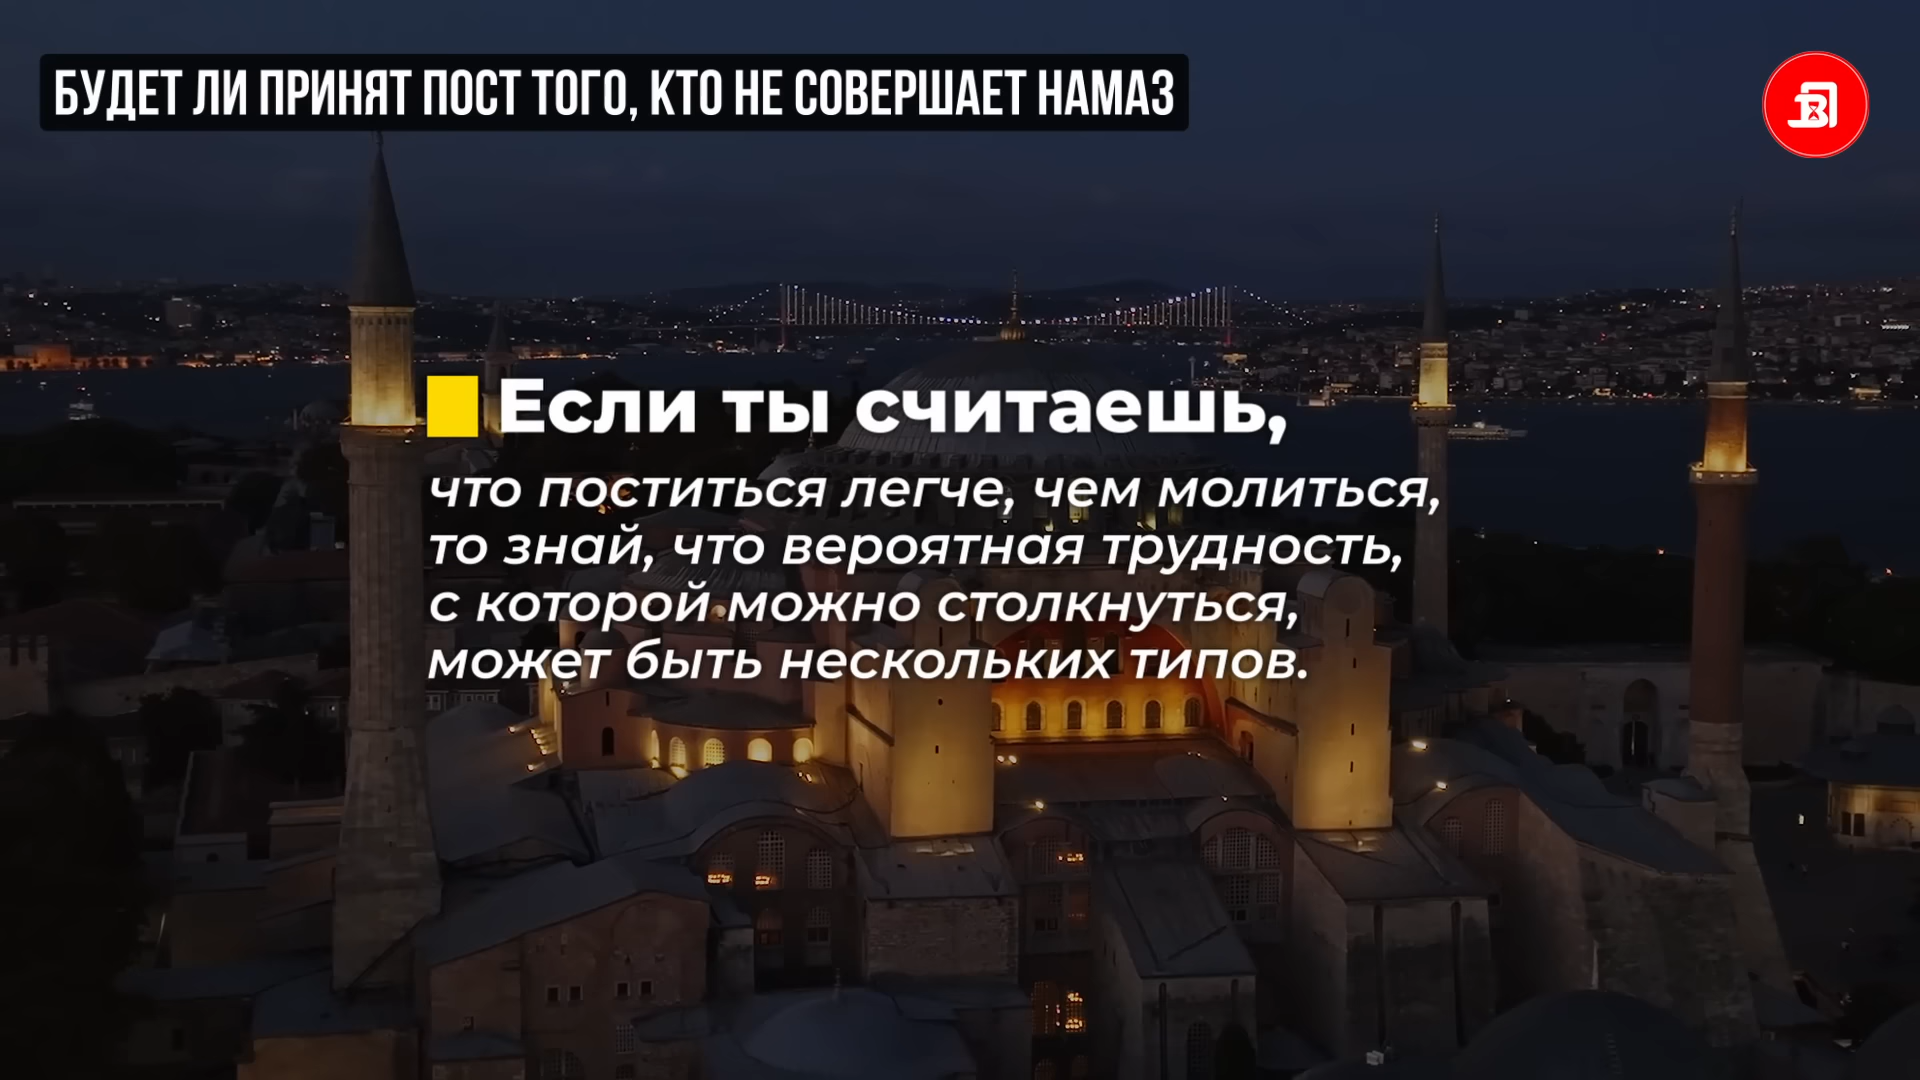 БУДЕТ ЛИ ПРИНЯТ ПОСТ ТОГО, КТО НЕ СОВЕРШАЕТ НАМАЗ
Если ты считаешь,
что поститься легче, чем молиться,
то знай, что вероятная трудность,
с которой можно столкнуться,
может быть нескольких типов.